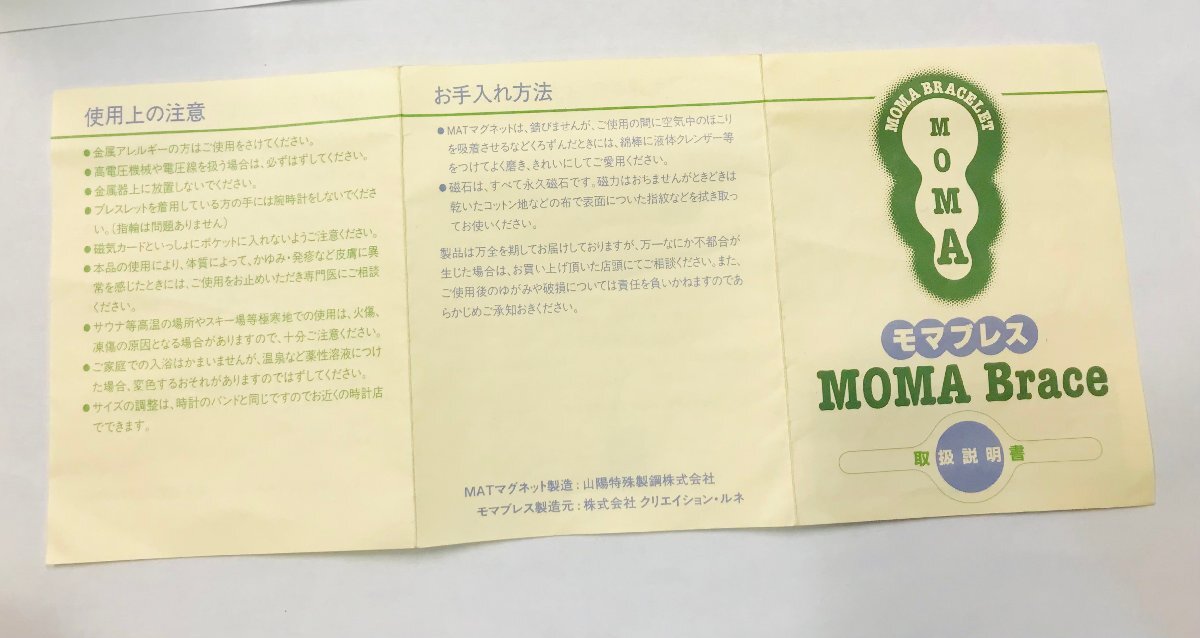 使用上の注意
●金属アレルギーの方はご使用をさけてください。
●高電圧機械や電圧線を扱う場合は、必ずはずしてください。
●金属器上に放置しないでください。
●ブレスレットを着用している方の手には腕時計をしないでくださ
い。(指輪は問題ありません)
●磁気カードといっしょにポケットに入れないようご注意ください。
●本品の使用により、体質によって、かゆみ・発疹など皮膚に異
常を感じたときには、ご使用をお止めいただき専門医にご相談
ください。
●サウナ等高温の場所やスキー場等極寒地での使用は、火傷、
凍傷の原因となる場合がありますので、十分ご注意ください。
●ご家庭での入浴はかまいませんが、温泉など薬性溶液につけ
た場合、変色するおそれがありますのではずしてください。
●サイズの調整は、時計のバンドと同じですのでお近くの時計店
でできます。
お手入れ方法
●MATマグネットは、錆びませんが、ご使用の間に空気中のほこり
を吸着させるなどくろずんだときには、綿棒に液体クレンザー等
をつけてよく磨き、きれいにしてご愛用ください。
●磁石は、すべて永久磁石です。磁力はおちませんがときどきは
乾いたコットン地などの布で表面についた指紋などを拭き取っ
てお使いください。
製品は万全を期してお届けしておりますが、万一なにか不都合が
生じた場合は、お買い上げ頂いた店頭にてご相談ください。また、
ご使用後のゆがみや破損については責任を負いかねますのであ
らかじめご承知おきください。
MATマグネット製造：山陽特殊製鋼株式会社
モマブレス製造元：株式会社 クリエイション・ルネ
MOMA BRACELET
MOMA
モマブレス
MOMA Brace
取扱説明書